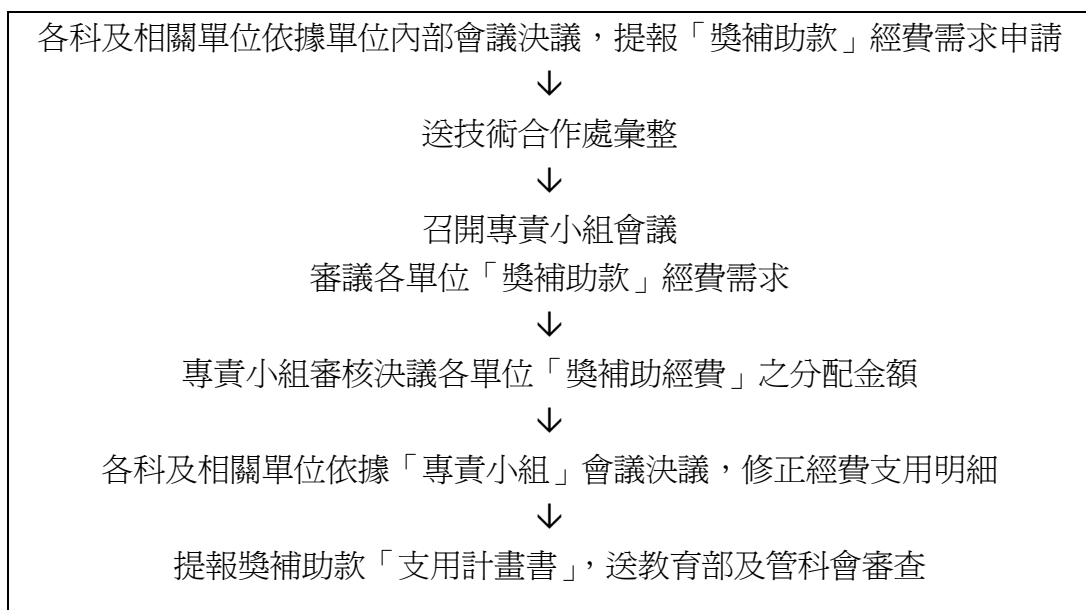 各科及相關單位依據單位內部會議決議，提報「獎補助款」經費需求申請
↓
送技術合作處彙整
↓
召開專責小組會議
審議各單位「獎補助款」經費需求
↓
專責小組審核決議各單位「獎補助經費」之分配金額
↓
各科及相關單位依據「專責小組」會議決議，修正經費支用明細
↓
提報獎補助款「支用計畫書」，送教育部及管科會審查